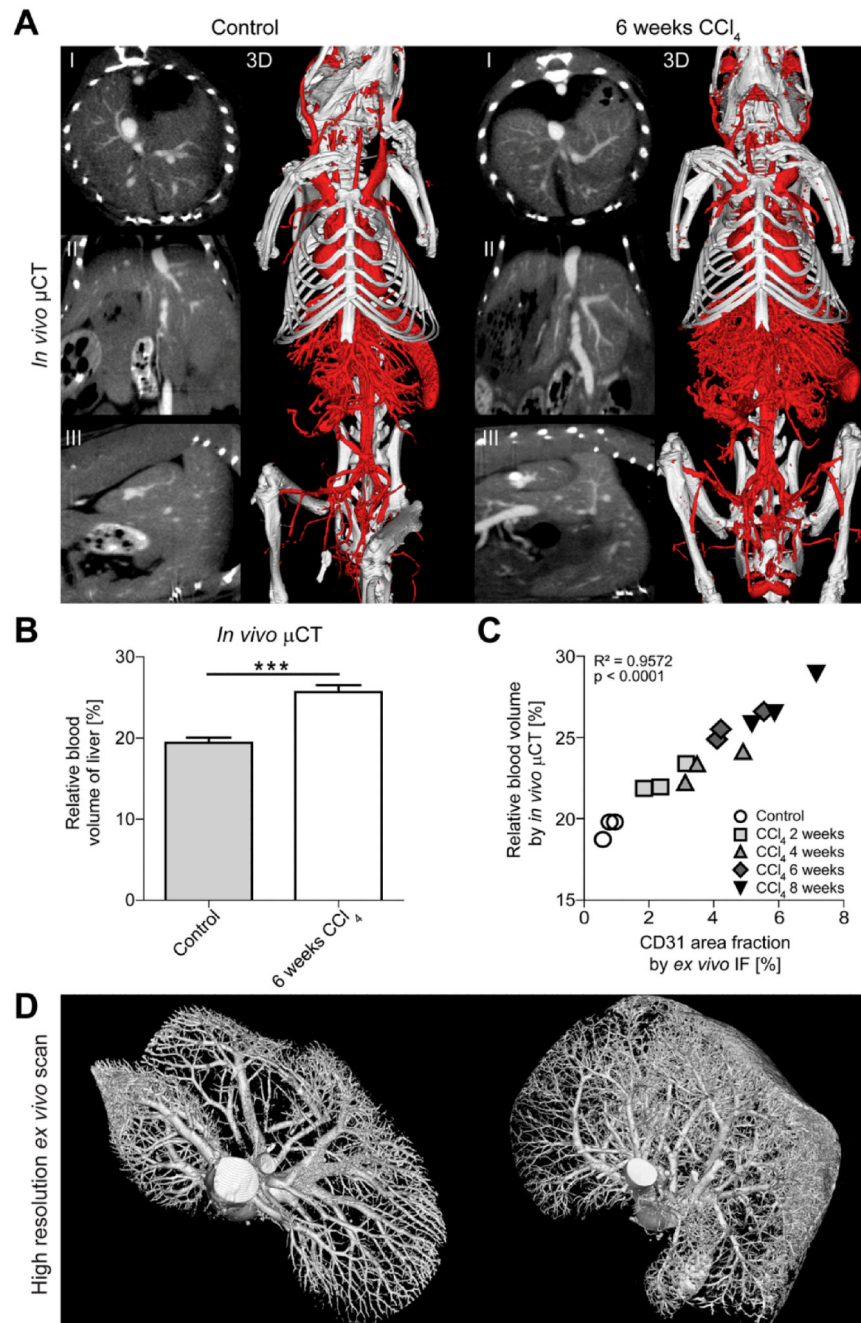 A
Control
6 weeks CCl₄
In vivo µCT
I
3D
I
3D
II
II
III
III
B
In vivo µCT
Relative blood
volume of liver [%]
30
20
10
0
***
Control
6 weeks CCl₄
C
R² = 0.9572
p < 0.0001
Relative blood volume
by in vivo µCT [%]
30
25
20
15
Control
CCl₄ 2 weeks
CCl₄ 4 weeks
CCl₄ 6 weeks
CCl₄ 8 weeks
0 2 4 6 8
CD31 area fraction
by ex vivo IF [%]
D
High resolution ex vivo scan